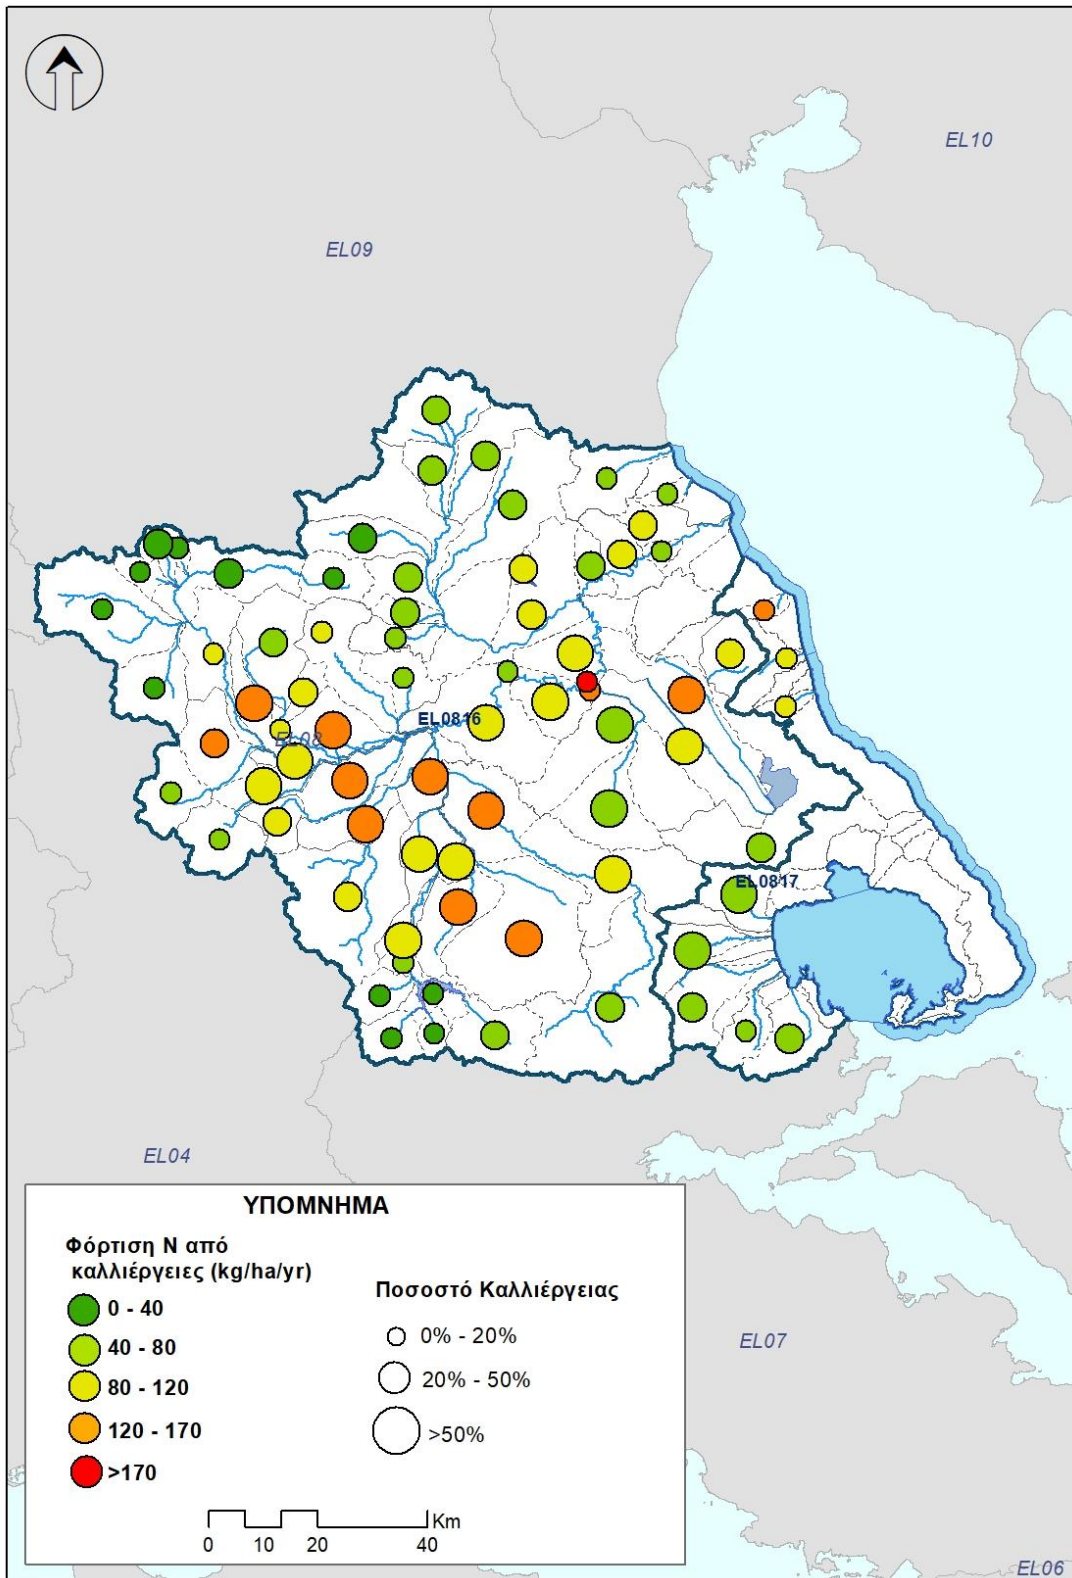 EL10
EL09
EL0816
EL08
EL0817
EL04
ΥΠΟΜΝΗΜΑ
Φόρτιση Ν από
καλλιέργειες (kg/ha/yr)
0 - 40
40 - 80
80 - 120
120 - 170
>170
Ποσοστό Καλλιέργειας
0% - 20%
20% - 50%
>50%
Km
0 10 20 40
EL07
EL06